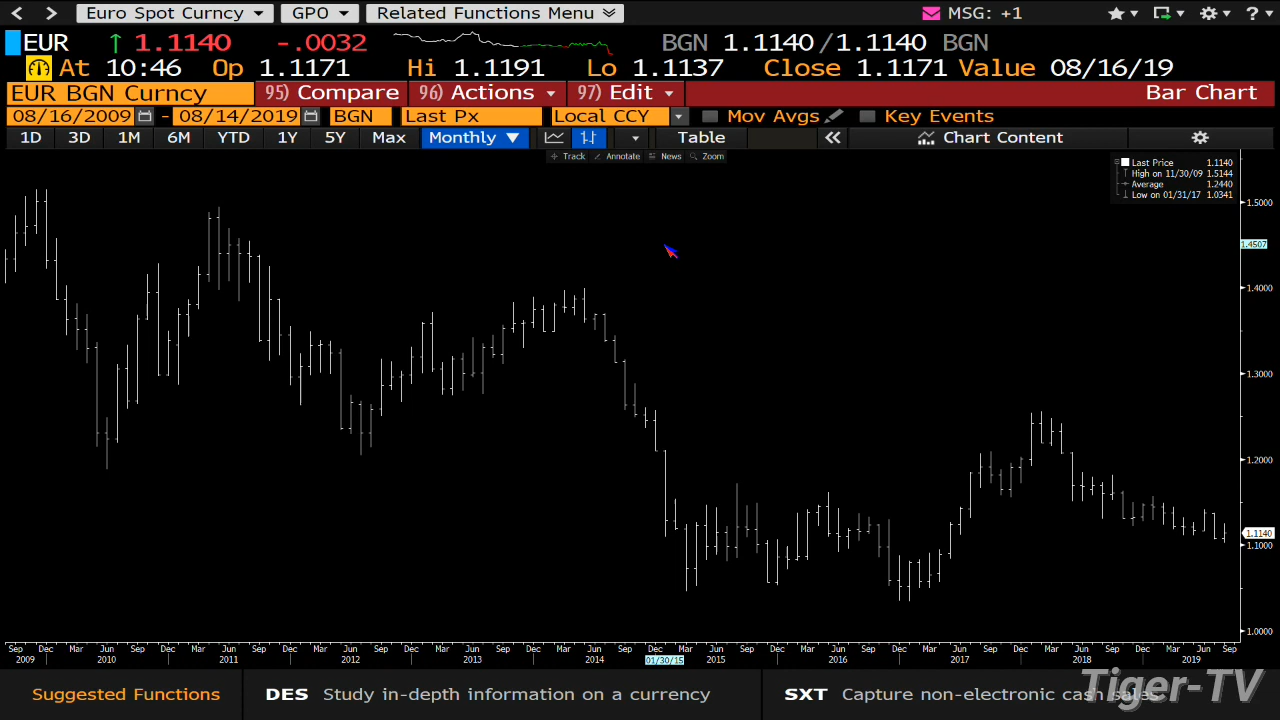 Euro Spot Curncy GPO Related Functions Menu MSG: +1 ?
EUR ↑ 1.1140 -.0032 BGN 1.1140/1.1140 BGN
At 10:46 Op 1.1171 Hi 1.1191 Lo 1.1137 Close 1.1171 Value 08/16/19
EUR BGN Curncy 95) Compare 96) Actions 97) Edit Bar Chart
08/16/2009 - 08/14/2019 BGN Last Px Local CCY Mov Avgs Key Events
1D 3D 1M 6M YTD 1Y 5Y Max Monthly ▼ Table « Chart Content
Track Annotate News Zoom
Last Price 1.1140
High on 11/30/09 1.5144
Average 1.2440
Low on 01/31/17 1.0341
1.5000
1.4507
1.4000
1.3000
1.2000
1.1140
1.1000
1.0000
Sep Dec Mar Jun Sep Dec Mar Jun Sep Dec Mar Jun Sep Dec Mar Jun Sep Dec Mar Jun Sep Dec Mar Jun Sep Dec Mar Jun Sep Dec Mar Jun Sep Dec Mar Jun Sep Dec Mar Jun Sep
2009 2010 2011 2012 2013 2014 01/30/15 2015 2016 2017 2018 2019
Suggested Functions DES Study in-depth information on a currency SXT Capture non-electronic cash sales
Tiger-TV